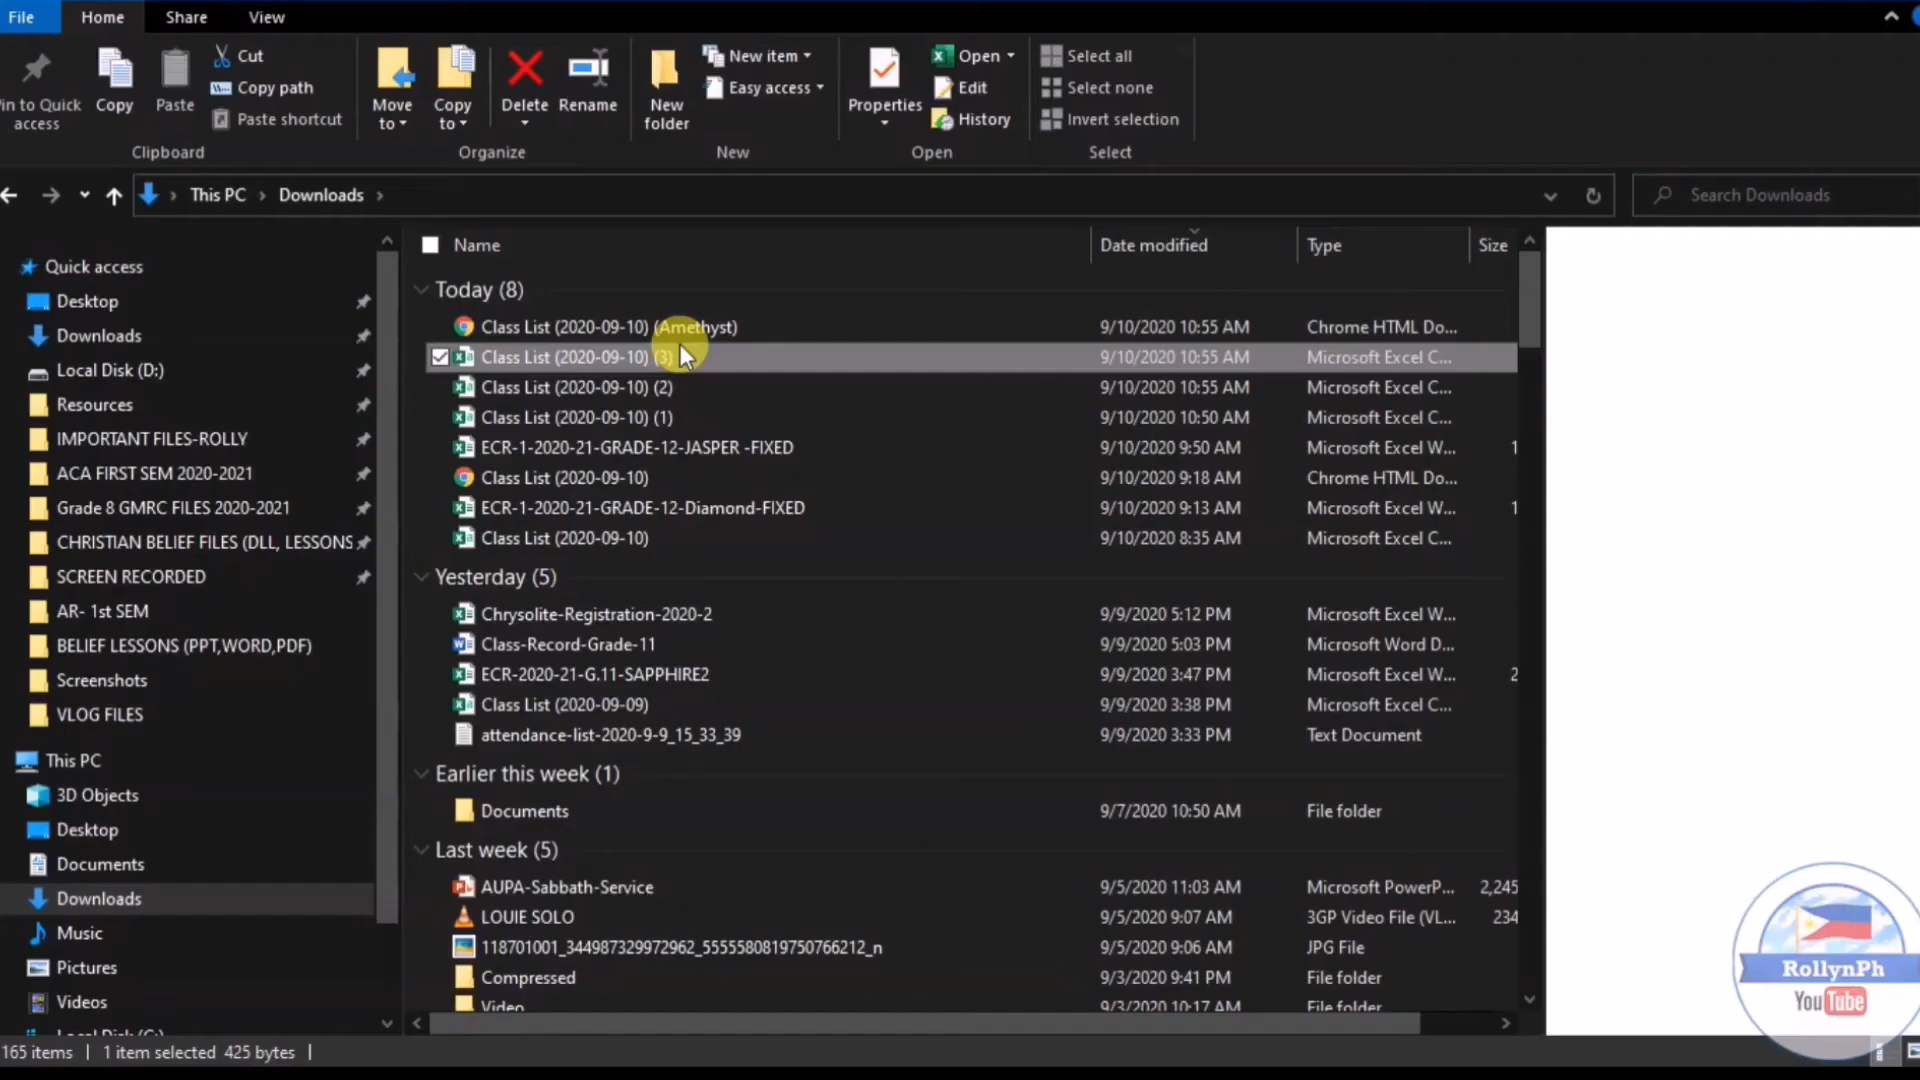 File Home Share View
in to Quick access
Copy
Paste
Cut
Copy path
Paste shortcut
Clipboard
Move to
Copy to
Delete
Rename
Organize
New folder
New item
Easy access
New
Properties
Open
Edit
History
Open
Select all
Select none
Invert selection
Select
This PC > Downloads >
Search Downloads
Quick access
Desktop
Downloads
Local Disk (D:)
Resources
IMPORTANT FILES-ROLLY
ACA FIRST SEM 2020-2021
Grade 8 GMRC FILES 2020-2021
CHRISTIAN BELIEF FILES (DLL, LESSONS
SCREEN RECORDED
AR- 1st SEM
BELIEF LESSONS (PPT,WORD,PDF)
Screenshots
VLOG FILES
This PC
3D Objects
Desktop
Documents
Downloads
Music
Pictures
Videos
Local Disk (C:)
Name Date modified Type Size
Today (8)
Class List (2020-09-10) (Amethyst) 9/10/2020 10:55 AM Chrome HTML Do...
Class List (2020-09-10) (3) 9/10/2020 10:55 AM Microsoft Excel C...
Class List (2020-09-10) (2) 9/10/2020 10:55 AM Microsoft Excel C...
Class List (2020-09-10) (1) 9/10/2020 10:50 AM Microsoft Excel C...
ECR-1-2020-21-GRADE-12-JASPER -FIXED 9/10/2020 9:50 AM Microsoft Excel W... 1
Class List (2020-09-10) 9/10/2020 9:18 AM Chrome HTML Do...
ECR-1-2020-21-GRADE-12-Diamond-FIXED 9/10/2020 9:13 AM Microsoft Excel W... 1
Class List (2020-09-10) 9/10/2020 8:35 AM Microsoft Excel C...
Yesterday (5)
Chrysolite-Registration-2020-2 9/9/2020 5:12 PM Microsoft Excel W...
Class-Record-Grade-11 9/9/2020 5:03 PM Microsoft Word D...
ECR-2020-21-G.11-SAPPHIRE2 9/9/2020 3:47 PM Microsoft Excel W... 2
Class List (2020-09-09) 9/9/2020 3:38 PM Microsoft Excel C...
attendance-list-2020-9-9_15_33_39 9/9/2020 3:33 PM Text Document
Earlier this week (1)
Documents 9/7/2020 10:50 AM File folder
Last week (5)
AUPA-Sabbath-Service 9/5/2020 11:03 AM Microsoft PowerP... 2,245
LOUIE SOLO 9/5/2020 9:07 AM 3GP Video File (VL... 234
118701001_344987329972962_5555580819750766212_n 9/5/2020 9:06 AM JPG File
Compressed 9/3/2020 9:41 PM File folder
Video 9/3/2020 10:17 AM File folder
RollynPh
YouTube
165 items 1 item selected 425 bytes